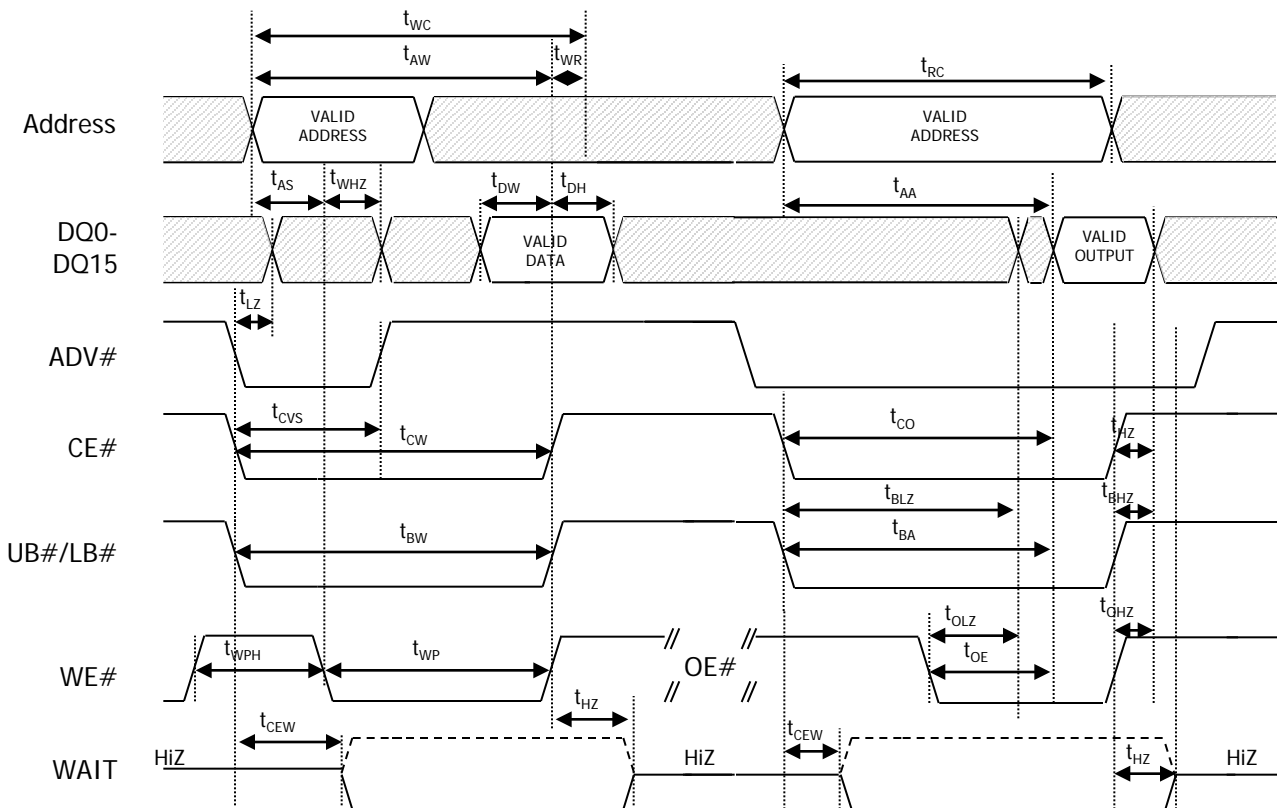 tWC
tAW
tWR
tRC
Address
VALID ADDRESS
VALID ADDRESS
tAS
tWHZ
tDW
tDH
tAA
DQ0-
DQ15
VALID DATA
VALID OUTPUT
tLZ
ADV#
tCVS
tCW
tCO
tHZ
CE#
tBLZ
tBHZ
UB#/LB#
tBW
tBA
tOLZ
tOHZ
tWPH
tWP
OE#
tOE
WE#
tCEW
tHZ
tCEW
HiZ
HiZ
tHZ
HiZ
WAIT